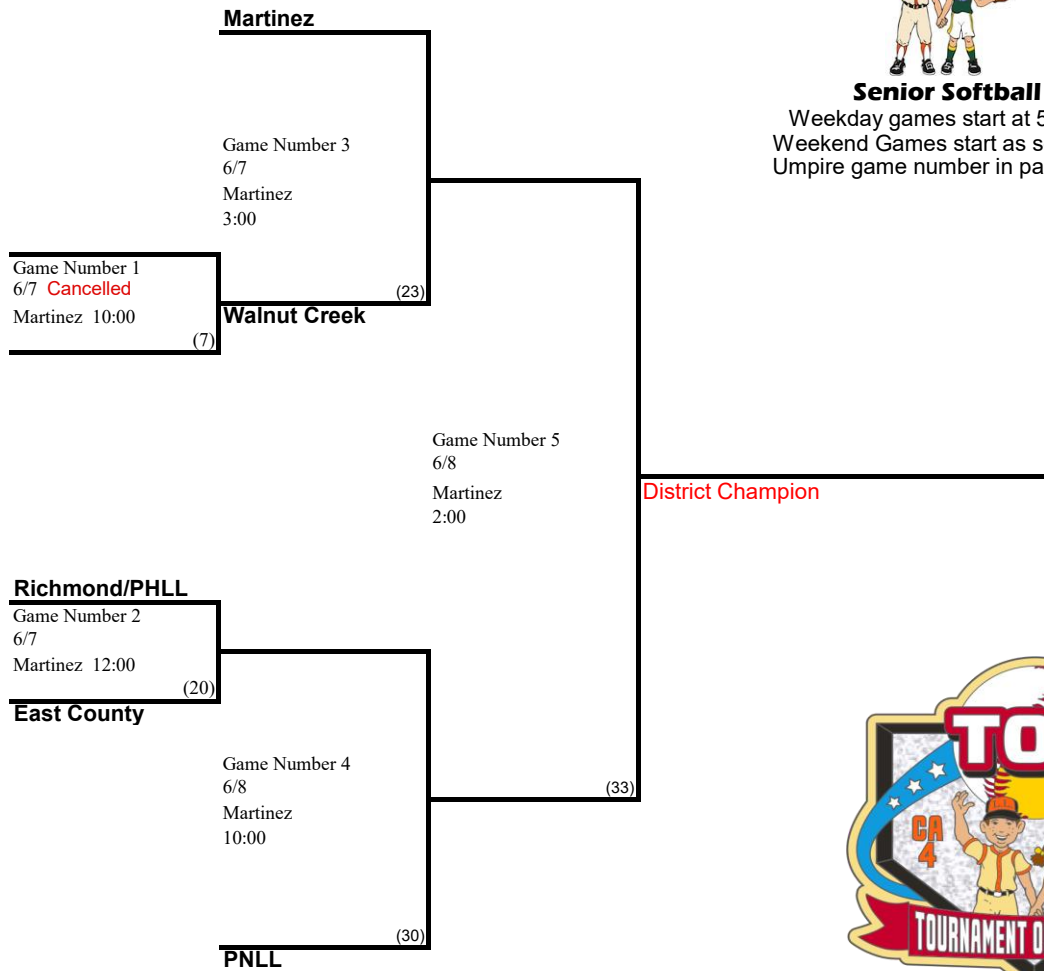 Martinez
Senior Softball
Weekday games start at 5
Weekend Games start as s
Umpire game number in pa
Game Number 3
6/7
Martinez
3:00
(23)
Walnut Creek
Game Number 1
6/7 Cancelled
Martinez 10:00
(7)
Game Number 5
6/8
Martinez
2:00
District Champion
(33)
Richmond/PHLL
Game Number 2
6/7
Martinez 12:00
(20)
East County
Game Number 4
6/8
Martinez
10:00
(30)
PNLL
TO
CA
4
TOURNAMENT O